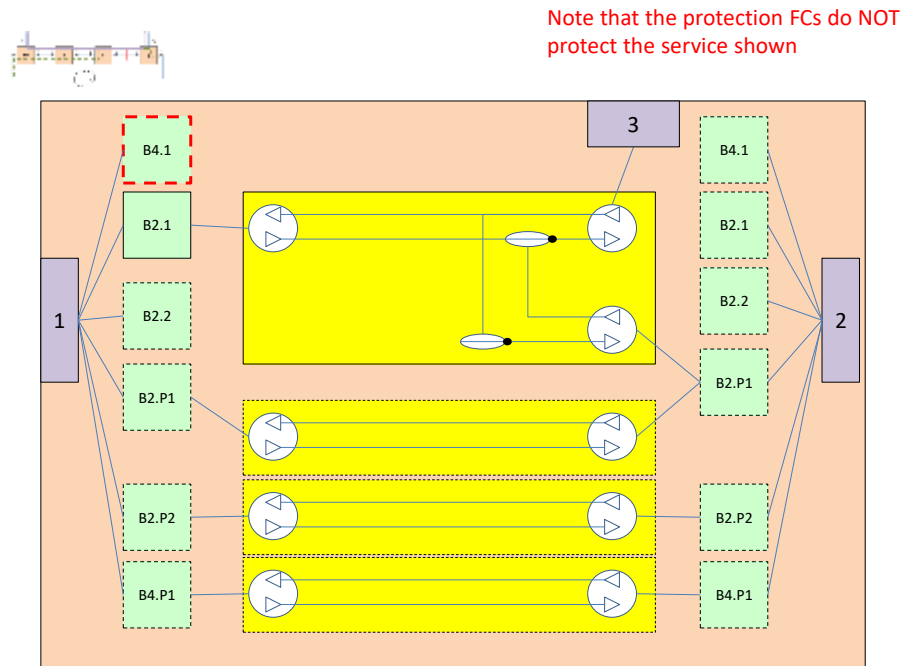 Note that the protection FCs do NOT
protect the service shown
3
B4.1
B4.1
B2.1
B2.1
1
B2.2
B2.2
2
B2.P1
B2.P1
B2.P2
B2.P2
B4.P1
B4.P1